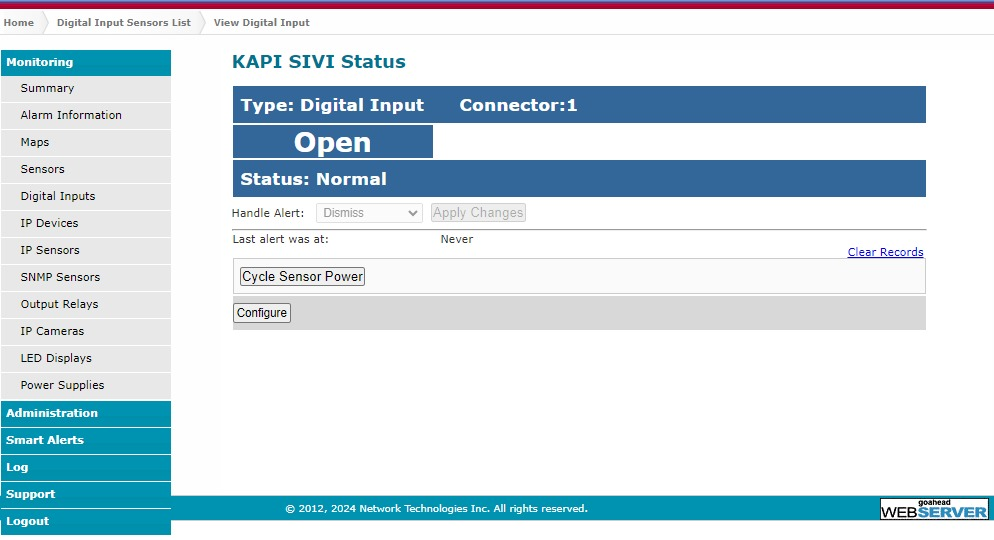 Home Digital Input Sensors List View Digital Input
Monitoring
Summary
Alarm Information
Maps
Sensors
Digital Inputs
IP Devices
IP Sensors
SNMP Sensors
Output Relays
IP Cameras
LED Displays
Power Supplies
Administration
Smart Alerts
Log
Support
Logout
KAPI SIVI Status
Type: Digital Input Connector:1
Open
Status: Normal
Handle Alert: Dismiss Apply Changes
Last alert was at: Never
Clear Records
Cycle Sensor Power
Configure
© 2012, 2024 Network Technologies Inc. All rights reserved.
goahead
WEBSERVER